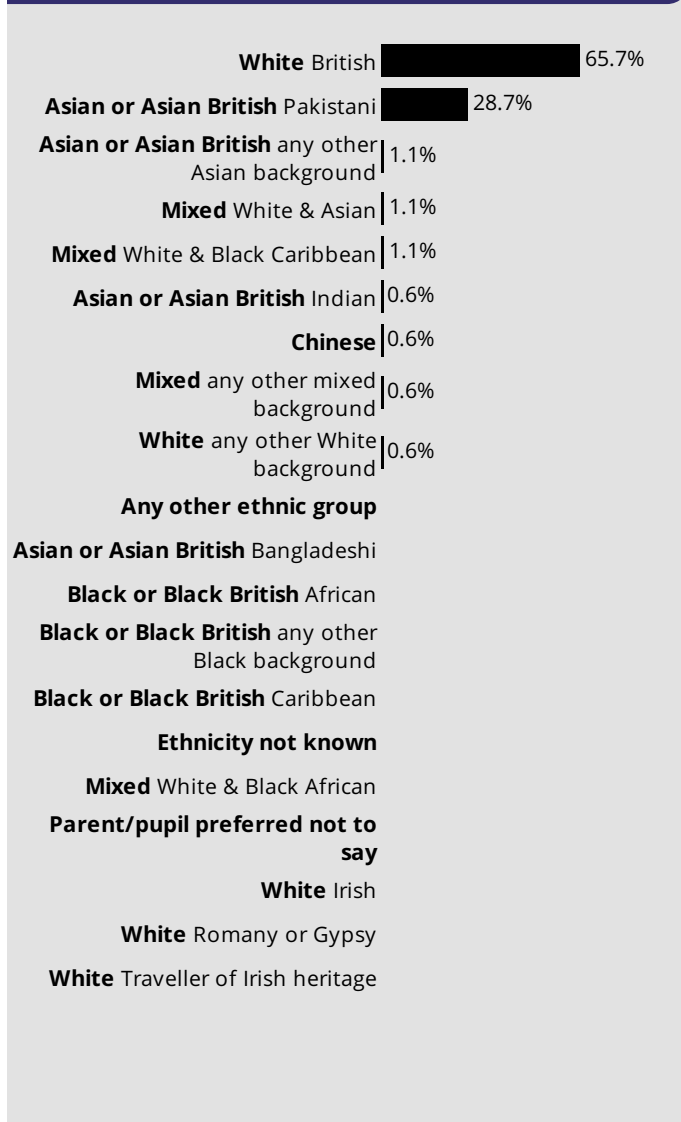 White British 65.7%
Asian or Asian British Pakistani 28.7%
Asian or Asian British any other
Asian background 1.1%
Mixed White & Asian 1.1%
Mixed White & Black Caribbean 1.1%
Asian or Asian British Indian 0.6%
Chinese 0.6%
Mixed any other mixed
background 0.6%
White any other White
background 0.6%
Any other ethnic group
Asian or Asian British Bangladeshi
Black or Black British African
Black or Black British any other
Black background
Black or Black British Caribbean
Ethnicity not known
Mixed White & Black African
Parent/pupil preferred not to
say
White Irish
White Romany or Gypsy
White Traveller of Irish heritage